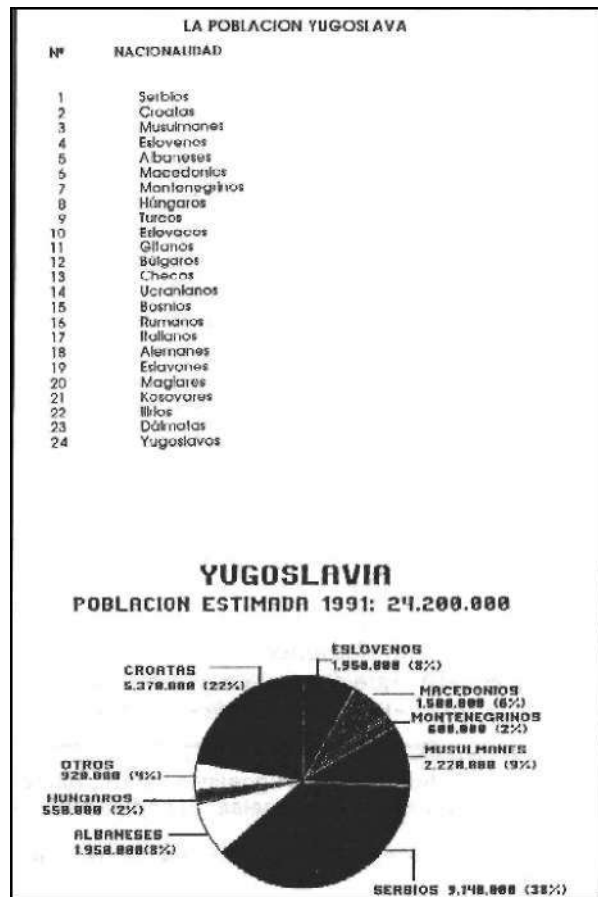 LA POBLACION YUGOSLAVA
Nº NACIONALIDAD
1 Serbios
2 Croatas
3 Musulmanes
4 Eslovenos
5 Albaneses
6 Macedonios
7 Montenegrinos
8 Húngaros
9 Turcos
10 Eslovacos
11 Gitanos
12 Búlgaros
13 Checos
14 Ucranianos
15 Bosnios
16 Rumanos
17 Italianos
18 Alemanes
19 Eslavones
20 Magiares
21 Kosovares
22 Ilirios
23 Dálmatas
24 Yugoslavos
YUGOSLAVIA
POBLACION ESTIMADA 1991: 24.200.000
ESLOVENOS
1.950.000 (8%)
CROATAS
5.370.000 (22%)
MACEDONIOS
1.500.000 (6%)
MONTENEGRINOS
600.000 (2%)
MUSULMANES
2.220.000 (9%)
OTROS
920.000 (4%)
HUNGAROS
550.000 (2%)
ALBANESES
1.950.000(8%)
SERBIOS 9.140.000 (38%)